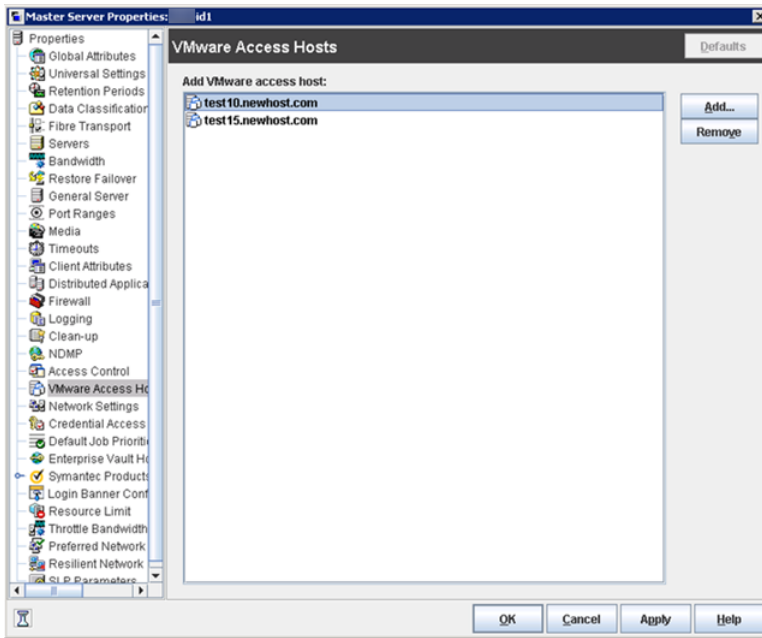 Master Server Properties: id1
Properties
Global Attributes
Universal Settings
Retention Periods
Data Classification
Fibre Transport
Servers
Bandwidth
Restore Failover
General Server
Port Ranges
Media
Timeouts
Client Attributes
Distributed Applica
Firewall
Logging
Clean-up
NDMP
Access Control
VMware Access Ho
Network Settings
Credential Access
Default Job Prioriti
Enterprise Vault Ho
Symantec Products
Login Banner Conf
Resource Limit
Throttle Bandwidth
Preferred Network
Resilient Network
SLP Parameters
VMware Access Hosts
Defaults
Add VMware access host:
test10.newhost.com
test15.newhost.com
Add...
Remove
OK
Cancel
Apply
Help